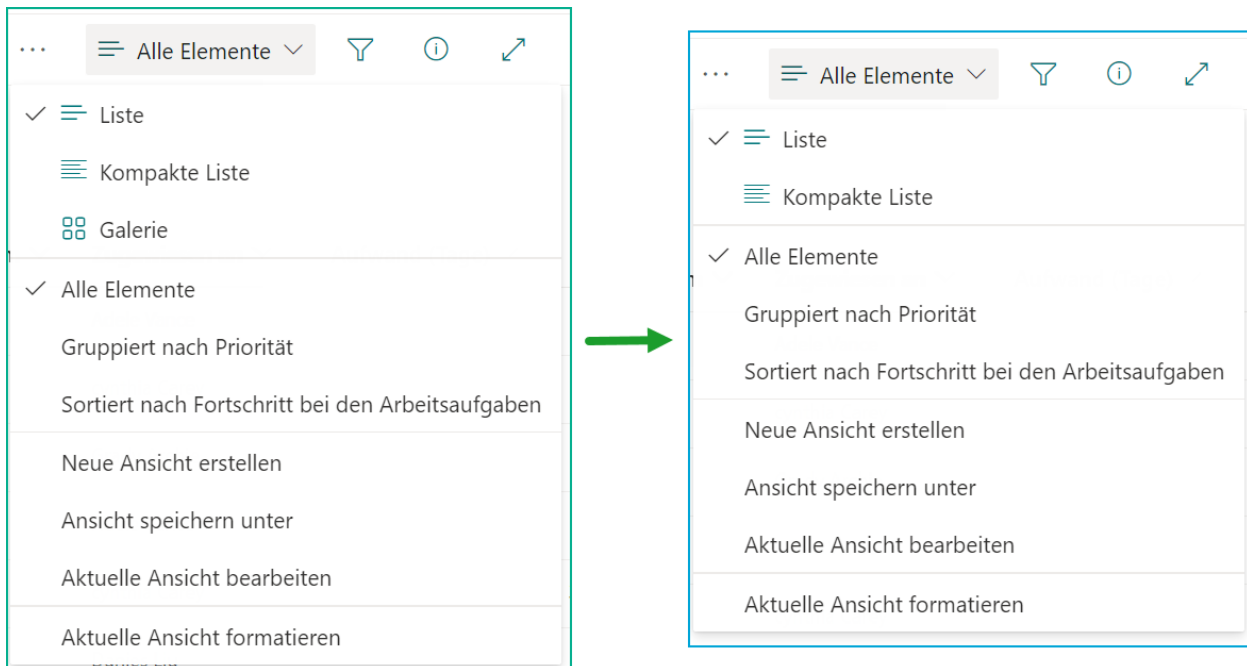 Alle Elemente
Liste
Kompakte Liste
Galerie
Alle Elemente
Gruppiert nach Priorität
Sortiert nach Fortschritt bei den Arbeitsaufgaben
Neue Ansicht erstellen
Ansicht speichern unter
Aktuelle Ansicht bearbeiten
Aktuelle Ansicht formatieren
Alle Elemente
Liste
Kompakte Liste
Alle Elemente
Gruppiert nach Priorität
Sortiert nach Fortschritt bei den Arbeitsaufgaben
Neue Ansicht erstellen
Ansicht speichern unter
Aktuelle Ansicht bearbeiten
Aktuelle Ansicht formatieren